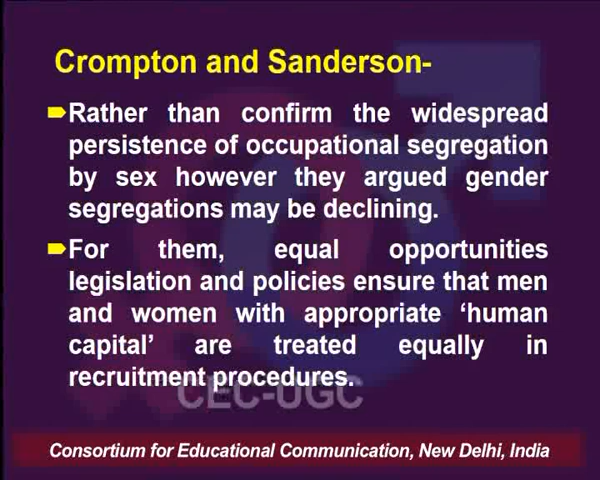 Crompton and Sanderson-
Rather than confirm the widespread
persistence of occupational segregation
by sex however they argued gender
segregations may be declining.
For them, equal opportunities
legislation and policies ensure that men
and women with appropriate ‘human
capital’ are treated equally in
recruitment procedures.
CEC-UGC
Consortium for Educational Communication, New Delhi, India